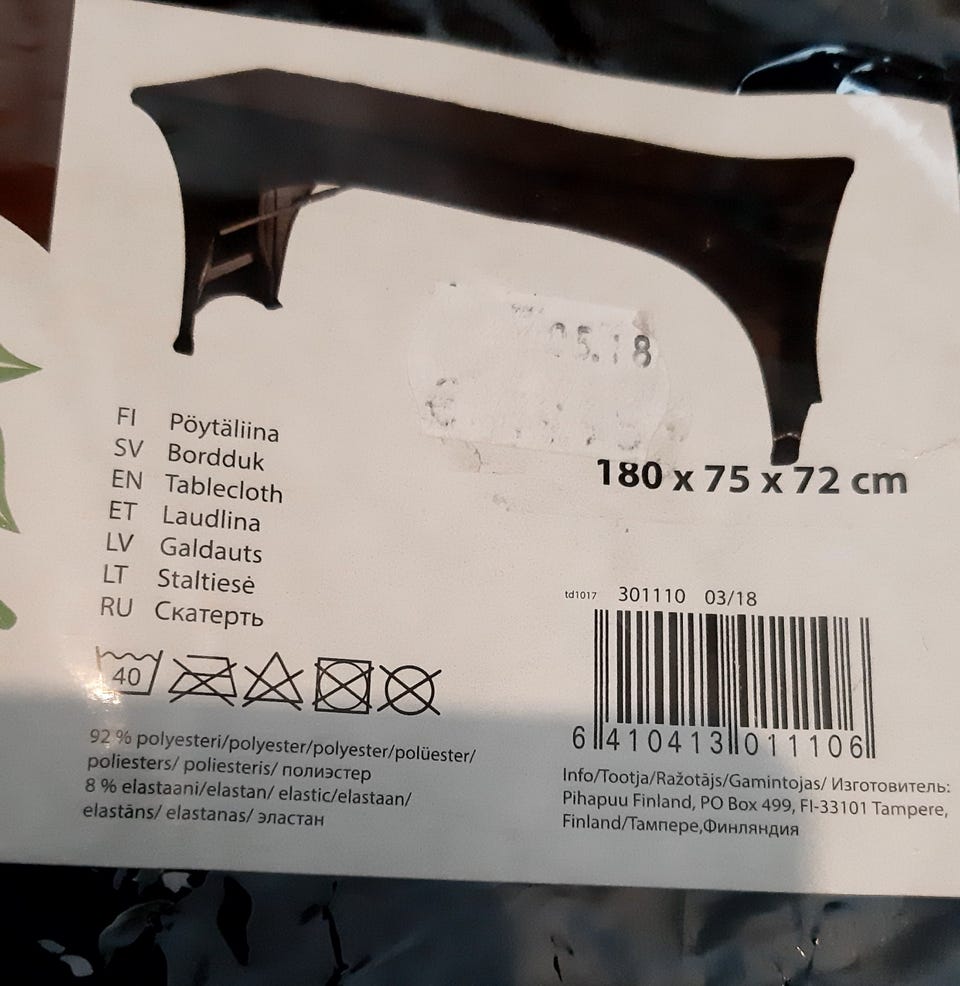 05.18
€
FI Pöytäliina
SV Bordduk
EN Tablecloth
ET Laudlina
LV Galdauts
LT Staltiesė
RU Скатерть
180 x 75 x 72 cm
td1017 301110 03/18
6 410413 011106
40
92 % polyesteri/polyester/polyester/polüester/
poliesters/ poliesteris/ полиэстер
8 % elastaani/elastan/ elastic/elastaan/
elastāns/ elastanas/ эластан
Info/Tootja/Ražotājs/Gamintojas/ Изготовитель:
Pihapuu Finland, PO Box 499, FI-33101 Tampere,
Finland/Тампере,Финляндия